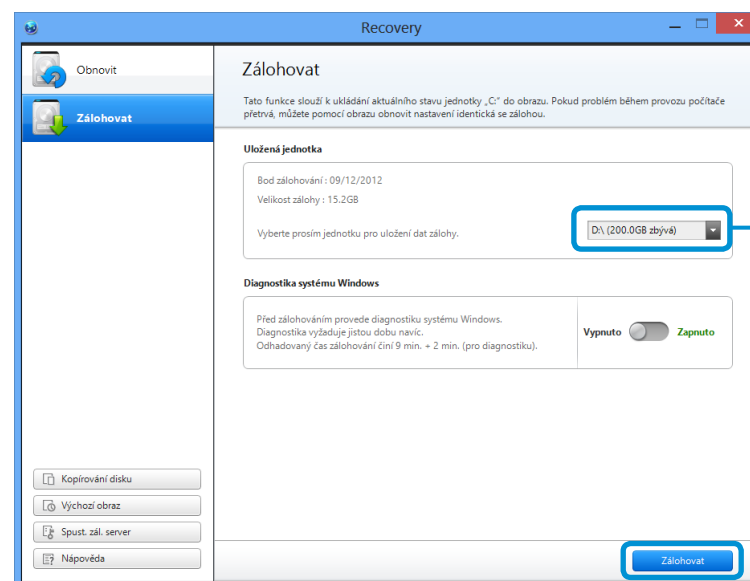 Recovery
Obnovit
Zálohovat
Zálohovat
Tato funkce slouží k ukládání aktuálního stavu jednotky „C:“ do obrazu. Pokud problém během provozu počítače
přetrvá, můžete pomocí obrazu obnovit nastavení identická se zálohou.
Uložená jednotka
Bod zálohování : 09/12/2012
Velikost zálohy : 15.2GB
Vyberte prosím jednotku pro uložení dat zálohy.
D:\ (200.0GB zbývá)
Diagnostika systému Windows
Před zálohováním provede diagnostiku systému Windows.
Diagnostika vyžaduje jistou dobu navíc.
Odhadovaný čas zálohování činí 9 min. + 2 min. (pro diagnostiku).
Vypnuto Zapnuto
Kopírování disku
Výchozí obraz
Spust. zál. server
Nápověda
Zálohovat